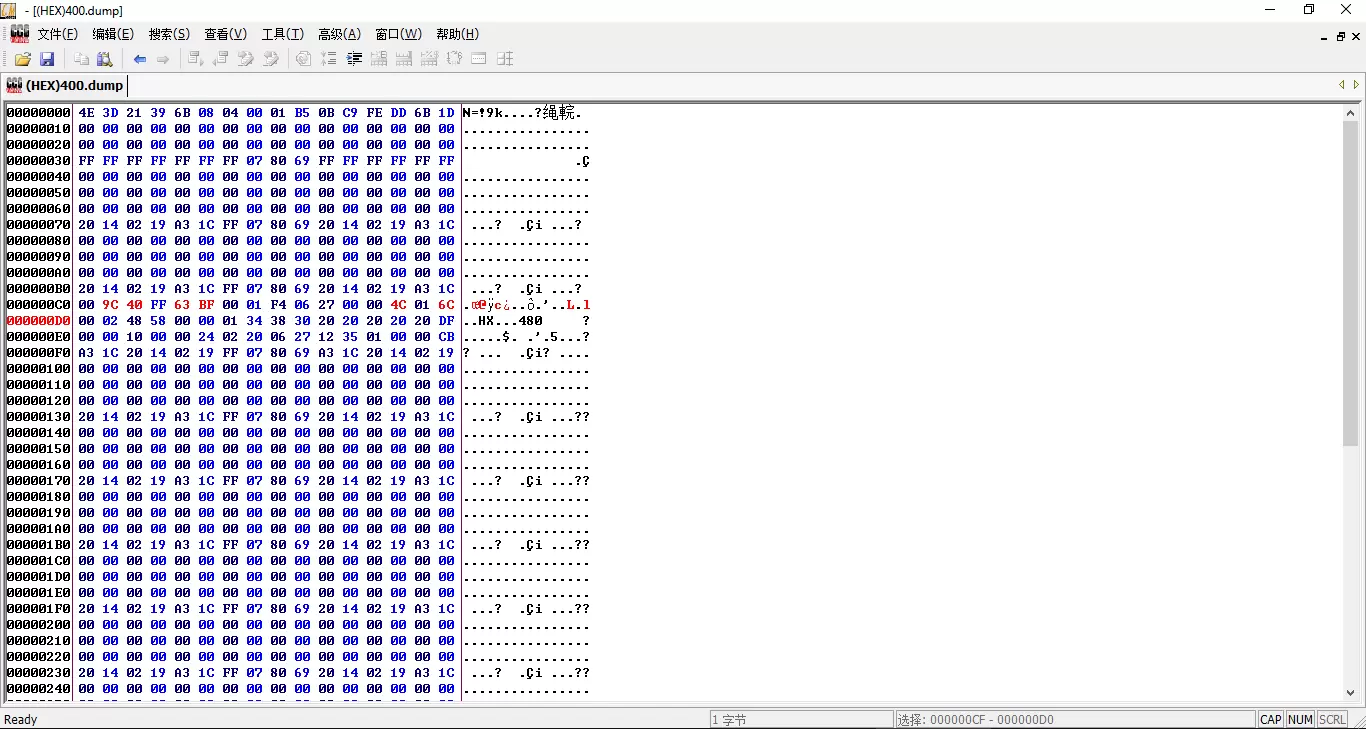 - [(HEX)400.dump]
文件(F) 编辑(E) 搜索(S) 查看(V) 工具(T) 高级(A) 窗口(W) 帮助(H)
(HEX)400.dump
00000000 4E 3D 21 39 6B 08 04 00 01 B5 0B C9 FE DD 6B 1D N=!9k....?绳輐.
00000010 00 00 00 00 00 00 00 00 00 00 00 00 00 00 00 00 ................
00000020 00 00 00 00 00 00 00 00 00 00 00 00 00 00 00 00 ................
00000030 FF FF FF FF FF FF FF 07 80 69 FF FF FF FF FF FF .Ç
00000040 00 00 00 00 00 00 00 00 00 00 00 00 00 00 00 00 ................
00000050 00 00 00 00 00 00 00 00 00 00 00 00 00 00 00 00 ................
00000060 00 00 00 00 00 00 00 00 00 00 00 00 00 00 00 00 ................
00000070 20 14 02 19 A3 1C FF 07 80 69 20 14 02 19 A3 1C ...? .Çi ...?
00000080 00 00 00 00 00 00 00 00 00 00 00 00 00 00 00 00 ................
00000090 00 00 00 00 00 00 00 00 00 00 00 00 00 00 00 00 ................
000000A0 00 00 00 00 00 00 00 00 00 00 00 00 00 00 00 00 ................
000000B0 20 14 02 19 A3 1C FF 07 80 69 20 14 02 19 A3 1C ...? .Çi ...?
000000C0 00 9C 40 FF 63 BF 00 01 F4 06 27 00 00 4C 01 6C .œ@ÿc¿..ô.'..L.l
000000D0 00 02 48 58 00 00 01 34 38 30 20 20 20 20 20 DF ..HX...480 ?
000000E0 00 00 10 00 00 24 02 20 06 27 12 35 01 00 00 CB .....$. .'.5...?
000000F0 A3 1C 20 14 02 19 FF 07 80 69 A3 1C 20 14 02 19 ? ... .Çi? ....
00000100 00 00 00 00 00 00 00 00 00 00 00 00 00 00 00 00 ................
00000110 00 00 00 00 00 00 00 00 00 00 00 00 00 00 00 00 ................
00000120 00 00 00 00 00 00 00 00 00 00 00 00 00 00 00 00 ................
00000130 20 14 02 19 A3 1C FF 07 80 69 20 14 02 19 A3 1C ...? .Çi ...??
00000140 00 00 00 00 00 00 00 00 00 00 00 00 00 00 00 00 ................
00000150 00 00 00 00 00 00 00 00 00 00 00 00 00 00 00 00 ................
00000160 00 00 00 00 00 00 00 00 00 00 00 00 00 00 00 00 ................
00000170 20 14 02 19 A3 1C FF 07 80 69 20 14 02 19 A3 1C ...? .Çi ...??
00000180 00 00 00 00 00 00 00 00 00 00 00 00 00 00 00 00 ................
00000190 00 00 00 00 00 00 00 00 00 00 00 00 00 00 00 00 ................
000001A0 00 00 00 00 00 00 00 00 00 00 00 00 00 00 00 00 ................
000001B0 20 14 02 19 A3 1C FF 07 80 69 20 14 02 19 A3 1C ...? .Çi ...??
000001C0 00 00 00 00 00 00 00 00 00 00 00 00 00 00 00 00 ................
000001D0 00 00 00 00 00 00 00 00 00 00 00 00 00 00 00 00 ................
000001E0 00 00 00 00 00 00 00 00 00 00 00 00 00 00 00 00 ................
000001F0 20 14 02 19 A3 1C FF 07 80 69 20 14 02 19 A3 1C ...? .Çi ...??
00000200 00 00 00 00 00 00 00 00 00 00 00 00 00 00 00 00 ................
00000210 00 00 00 00 00 00 00 00 00 00 00 00 00 00 00 00 ................
00000220 00 00 00 00 00 00 00 00 00 00 00 00 00 00 00 00 ................
00000230 20 14 02 19 A3 1C FF 07 80 69 20 14 02 19 A3 1C ...? .Çi ...??
00000240 00 00 00 00 00 00 00 00 00 00 00 00 00 00 00 00 ................
Ready 1 字节 选择: 000000CF - 000000D0 CAP NUM SCRL